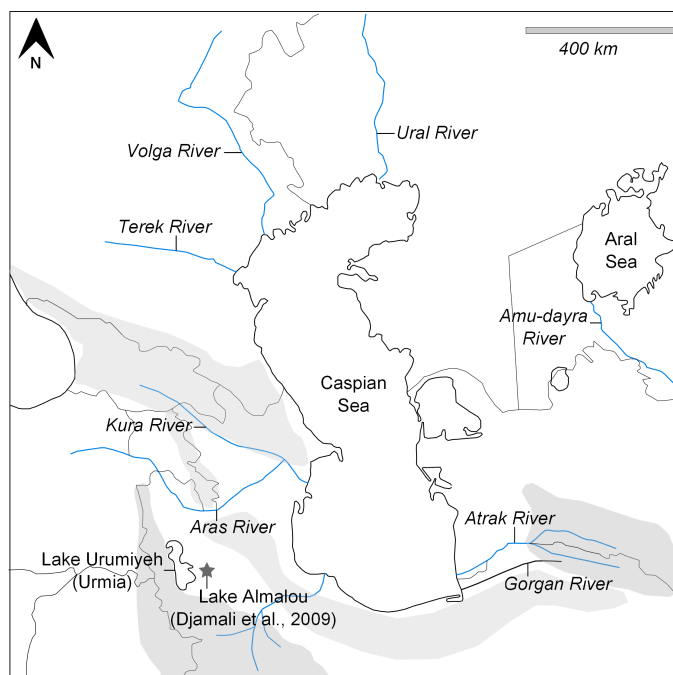 N
400 km
Ural River
Volga River
Terek River
Aral
Sea
Amu-dayra
River
Caspian
Sea
Kura River
Aras River
Atrak River
Lake Urumiyeh
(Urmia)
Gorgan River
Lake Almalou
(Djamali et al., 2009)